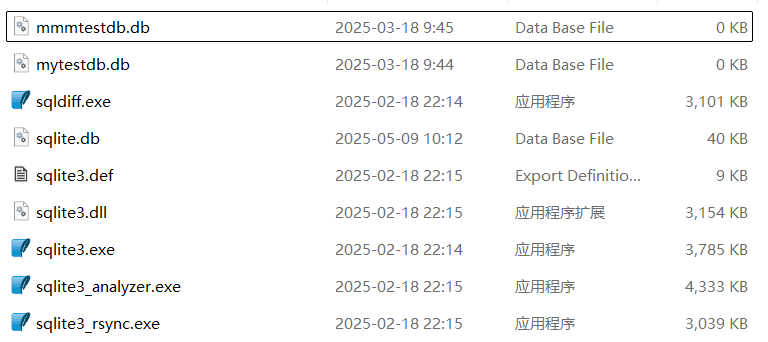 mmmtestdb.db 2025-03-18 9:45 Data Base File 0 KB
mytestdb.db 2025-03-18 9:44 Data Base File 0 KB
sqldiff.exe 2025-02-18 22:14 应用程序 3,101 KB
sqlite.db 2025-05-09 10:12 Data Base File 40 KB
sqlite3.def 2025-02-18 22:15 Export Definitio... 9 KB
sqlite3.dll 2025-02-18 22:15 应用程序扩展 3,154 KB
sqlite3.exe 2025-02-18 22:14 应用程序 3,785 KB
sqlite3_analyzer.exe 2025-02-18 22:15 应用程序 4,333 KB
sqlite3_rsync.exe 2025-02-18 22:15 应用程序 3,039 KB